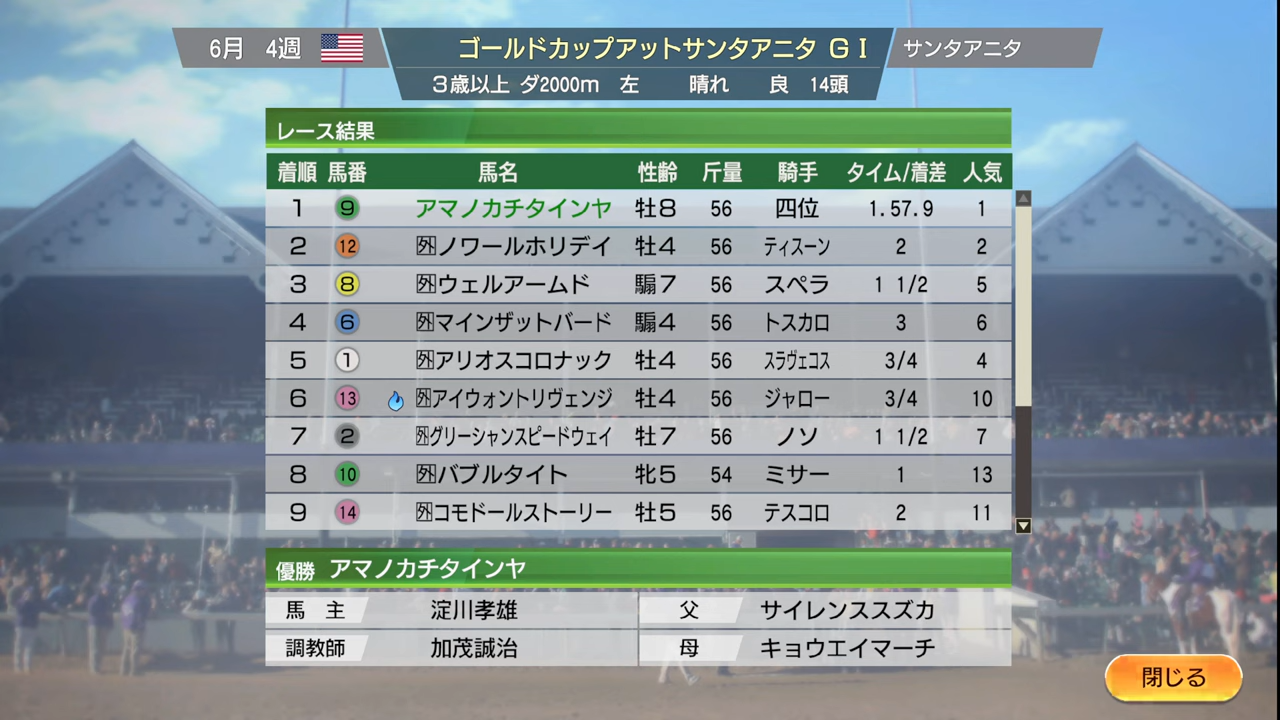 6月 4週 ゴールドカップアットサンタアニタ GⅠ サンタアニタ
3歳以上 ダ2000m 左 晴れ 良 14頭
レース結果
着順 馬番 馬名 性齢 斤量 騎手 タイム/着差 人気
1 9 アマノカチタインヤ 牡8 56 四位 1.57.9 1
2 12 外ノワールホリデイ 牡4 56 ティスーン 2 2
3 8 外ウェルアームド 騸7 56 スペラ 1 1/2 5
4 6 外マインザットバード 騸4 56 トスカロ 3 6
5 1 外アリオスコロナック 牡4 56 スラヴェコス 3/4 4
6 13 外アイウォントリヴェンジ 牡4 56 ジャロー 3/4 10
7 2 外グリーシャンスピードウェイ 牡7 56 ノソ 1 1/2 7
8 10 外バブルタイト 牝5 54 ミサー 1 13
9 14 外コモドールストーリー 牡5 56 テスコロ 2 11
優勝 アマノカチタインヤ
馬主 淀川孝雄 父 サイレンススズカ
調教師 加茂誠治 母 キョウエイマーチ
閉じる